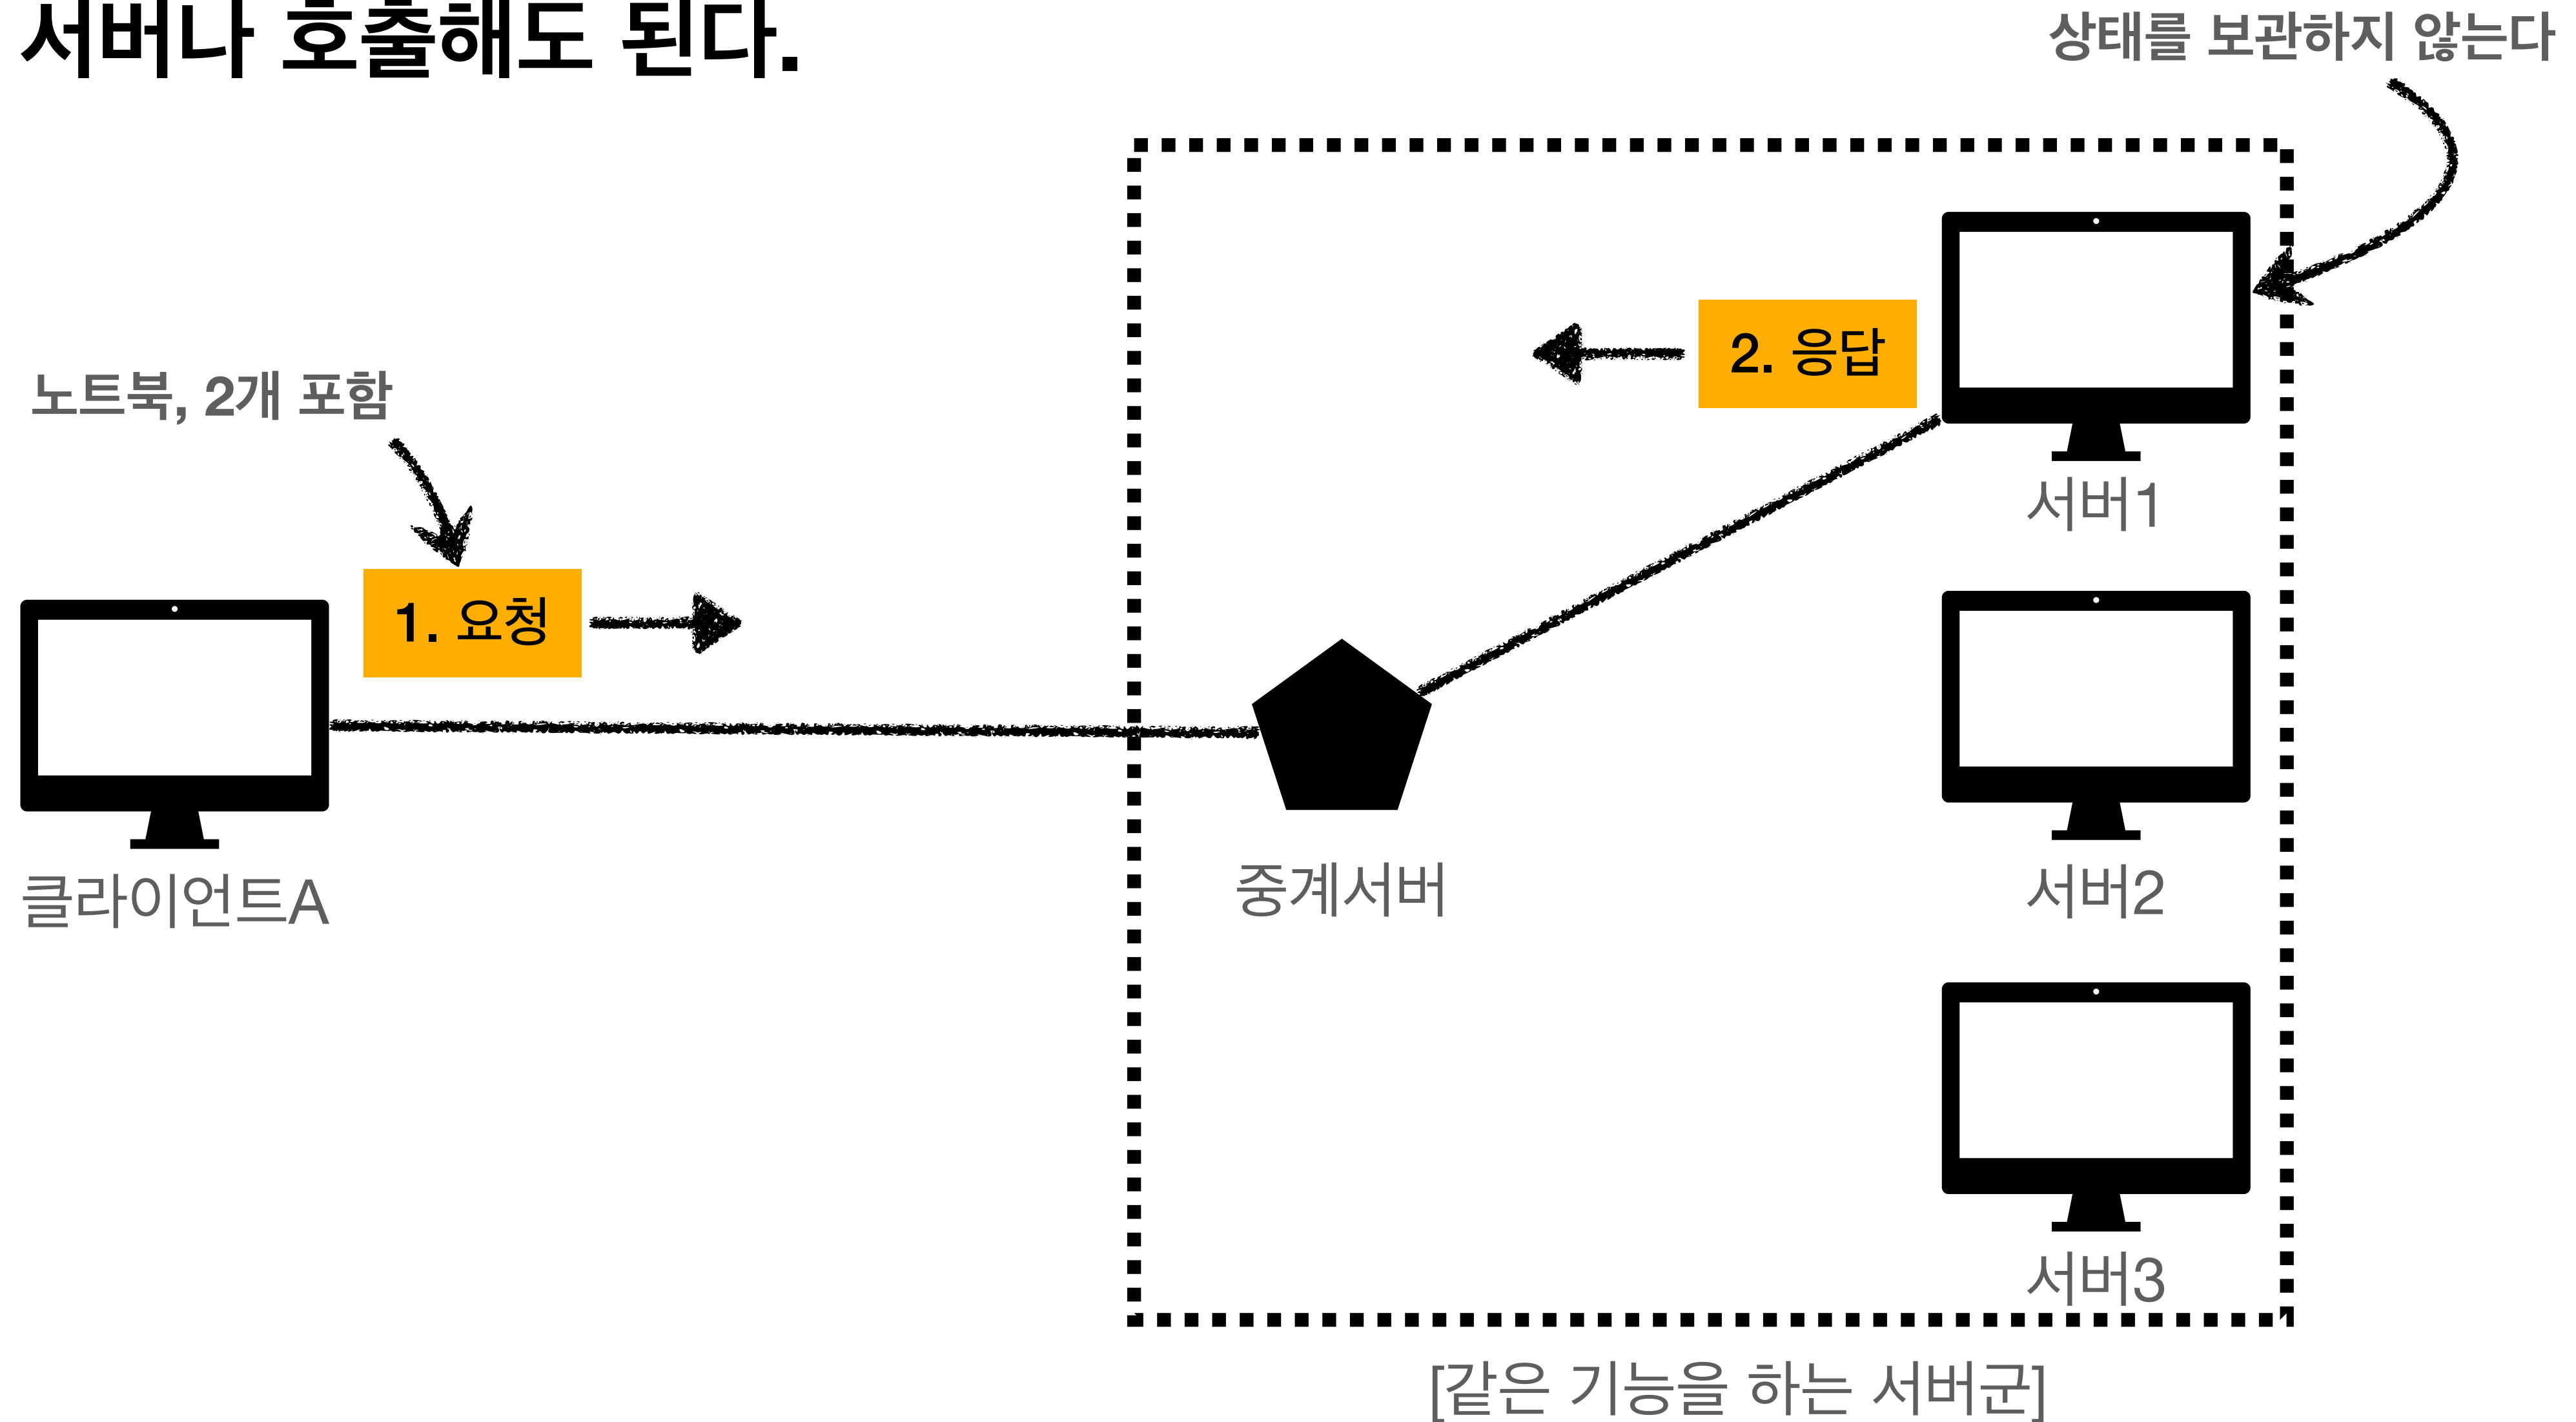 서버나 호출해도 된다.
상태를 보관하지 않는다
2. 응답
노트북, 2개 포함
서버1
1. 요청
클라이언트A
중계서버
서버2
서버3
[같은 기능을 하는 서버군]